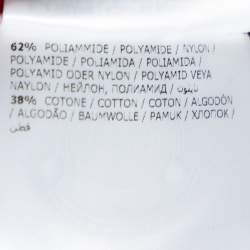 62% POLIAMMIDE / POLYAMIDE / NYLON /
POLYAMIDE / POLIAMIDA / POLIAMIDA /
POLYAMID ODER NYLON / POLYAMID VEYA
NAYLON / НЕЙЛОН, ПОЛИАМИД / نيلون
38% COTONE / COTTON / COTON / ALGODÓN
/ ALGODÃO / BAUMWOLLE / PAMUK / ХЛОПОК /
قطن